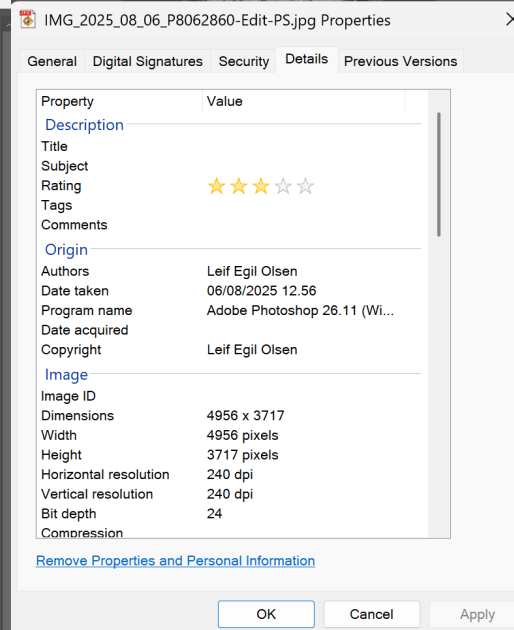 IMG_2025_08_06_P8062860-Edit-PS.jpg Properties
General Digital Signatures Security Details Previous Versions
Property Value
Description
Title
Subject
Rating
Tags
Comments
Origin
Authors Leif Egil Olsen
Date taken 06/08/2025 12.56
Program name Adobe Photoshop 26.11 (Wi...
Date acquired
Copyright Leif Egil Olsen
Image
Image ID
Dimensions 4956 x 3717
Width 4956 pixels
Height 3717 pixels
Horizontal resolution 240 dpi
Vertical resolution 240 dpi
Bit depth 24
Compression
Remove Properties and Personal Information
OK Cancel Apply